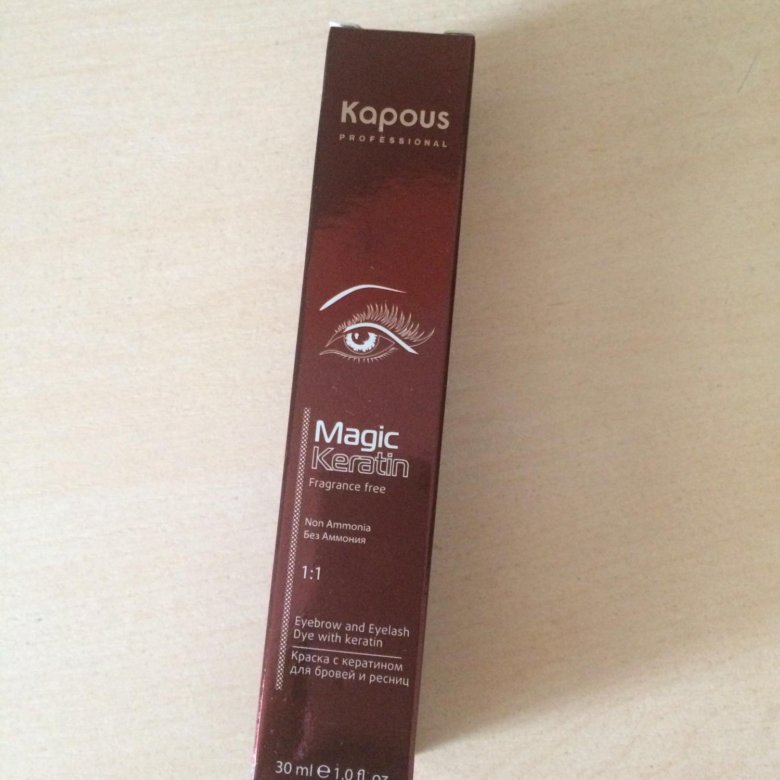 Kapous
PROFESSIONAL
Magic
Keratin
Fragrance free
Non Ammonia
Без Аммония
1:1
Eyebrow and Eyelash
Dye with keratin
Краска с кератином
для бровей и ресниц
30 ml ℮ 1.0 fl. oz